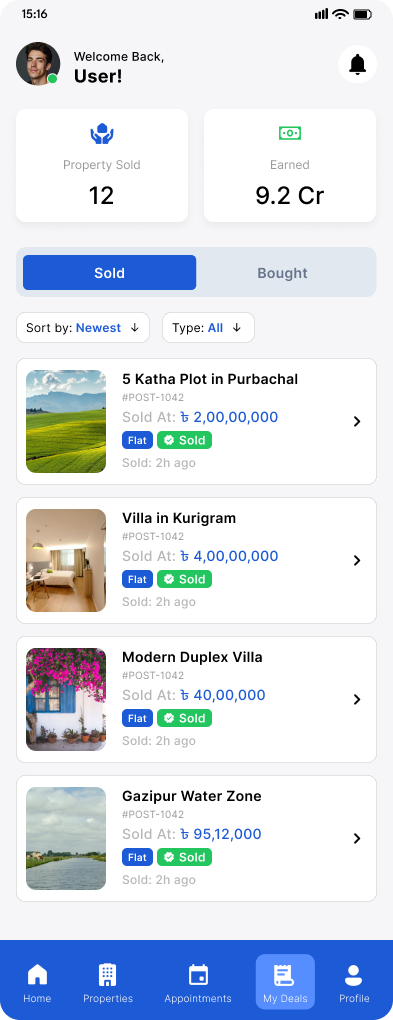 15:16
Welcome Back,
User!
Property Sold
12
Earned
9.2 Cr
Sold
Bought
Sort by: Newest ↓
Type: All ↓
5 Katha Plot in Purbachal
#POST-1042
Sold At: ৳ 2,00,00,000
Flat
Sold
Sold: 2h ago
Villa in Kurigram
#POST-1042
Sold At: ৳ 4,00,00,000
Flat
Sold
Sold: 2h ago
Modern Duplex Villa
#POST-1042
Sold At: ৳ 40,00,000
Flat
Sold
Sold: 2h ago
Gazipur Water Zone
#POST-1042
Sold At: ৳ 95,12,000
Flat
Sold
Sold: 2h ago
Home
Properties
Appointments
My Deals
Profile